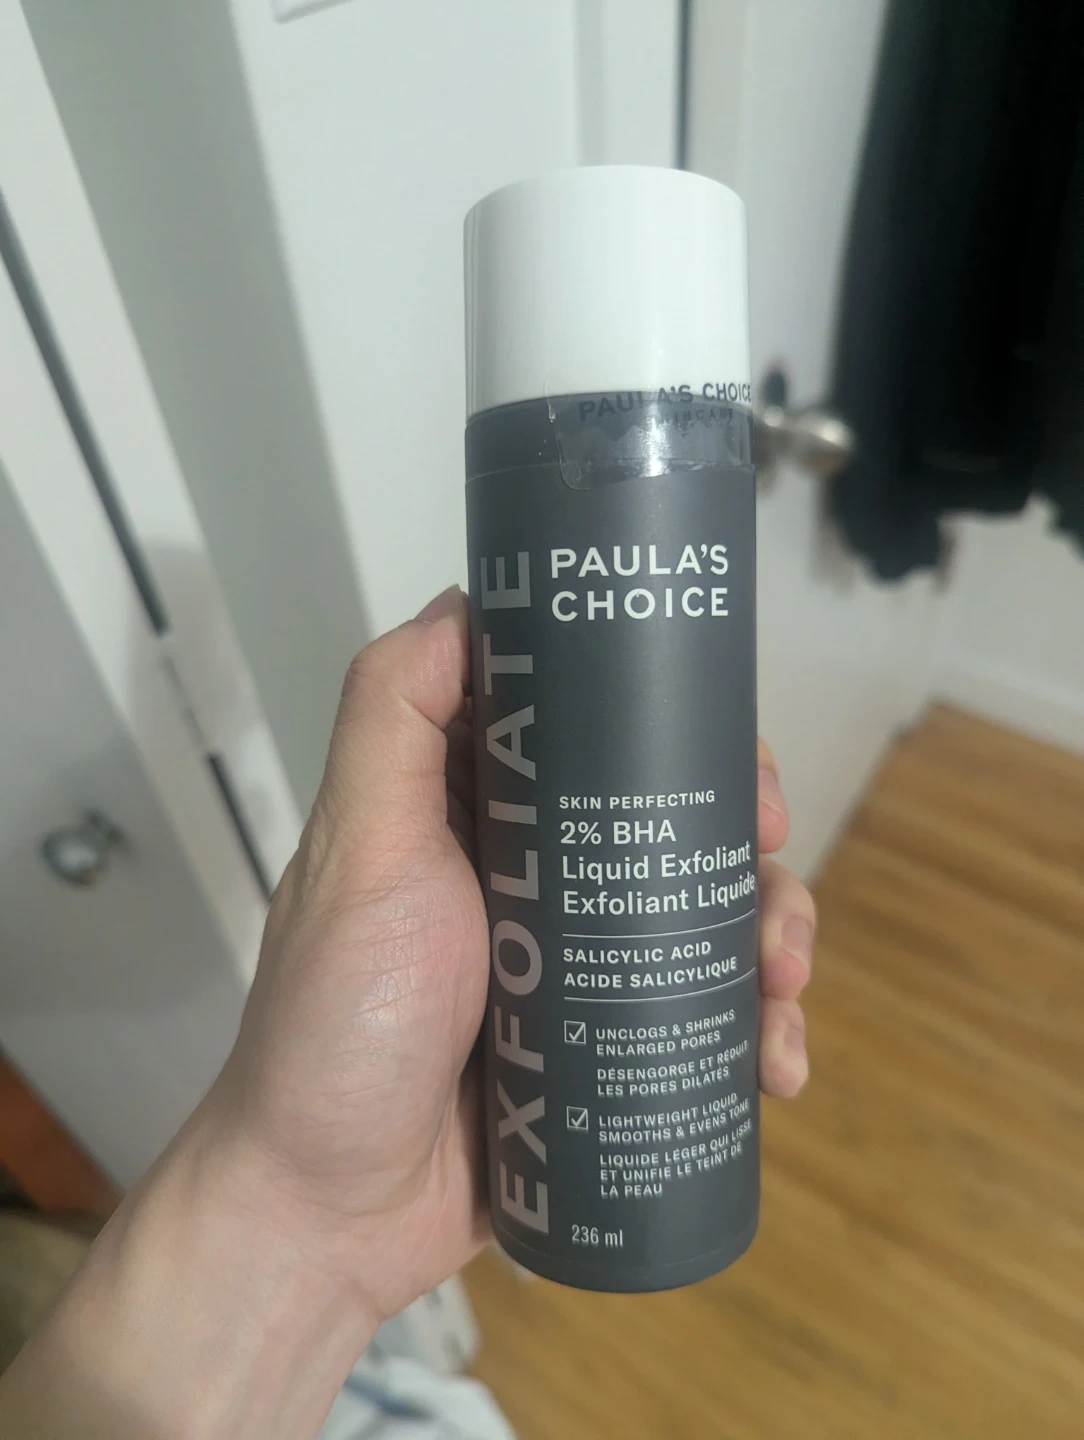 PAULA'S CHOICE
SKINCARE
EXFOLIATE
PAULA'S
CHOICE
SKIN PERFECTING
2% BHA
Liquid Exfoliant
Exfoliant Liquide
SALICYLIC ACID
ACIDE SALICYLIQUE
UNCLOGS & SHRINKS
ENLARGED PORES
DÉSENGORGE ET RÉDUIT
LES PORES DILATÉS
LIGHTWEIGHT LIQUID
SMOOTHS & EVENS TONE
LIQUIDE LÉGER QUI LISSE
ET UNIFIE LE TEINT DE
LA PEAU
236 ml